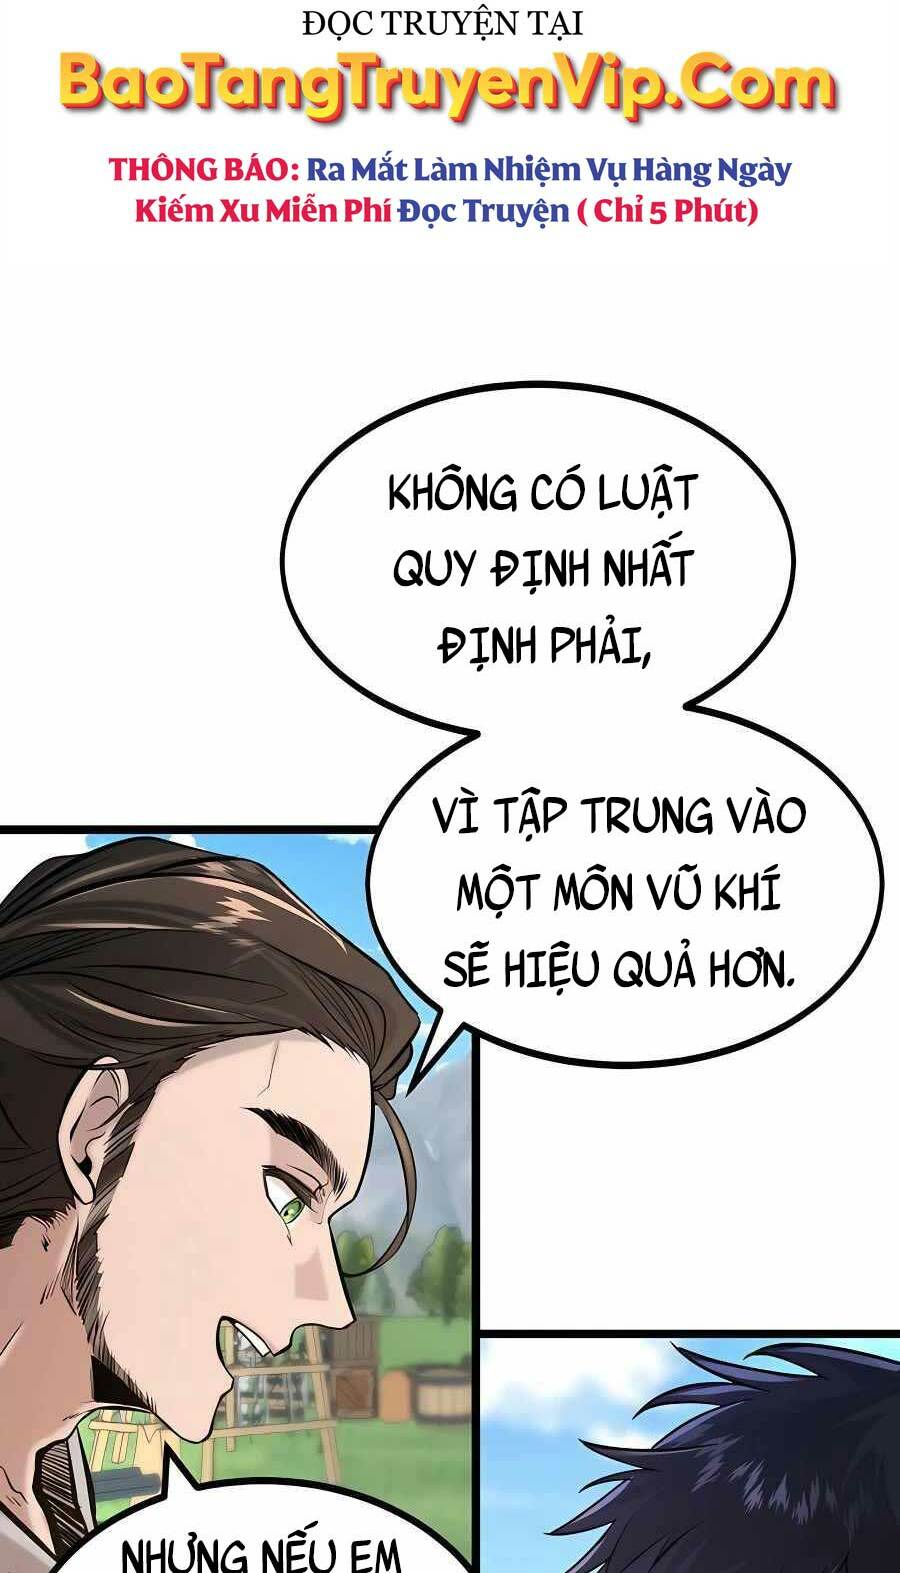 ĐỌC TRUYỆN TẠI
BaoTangTruyenVip.Com
THÔNG BÁO: Ra Mắt Làm Nhiệm Vụ Hàng Ngày
Kiếm Xu Miễn Phí Đọc Truyện ( Chỉ 5 Phút)
KHÔNG CÓ LUẬT
QUY ĐỊNH NHẤT
ĐỊNH PHẢI,
VÌ TẬP TRUNG VÀO
MỘT MÔN VŨ KHÍ
SẼ HIỆU QUẢ HƠN.
NHƯNG NẾU EM